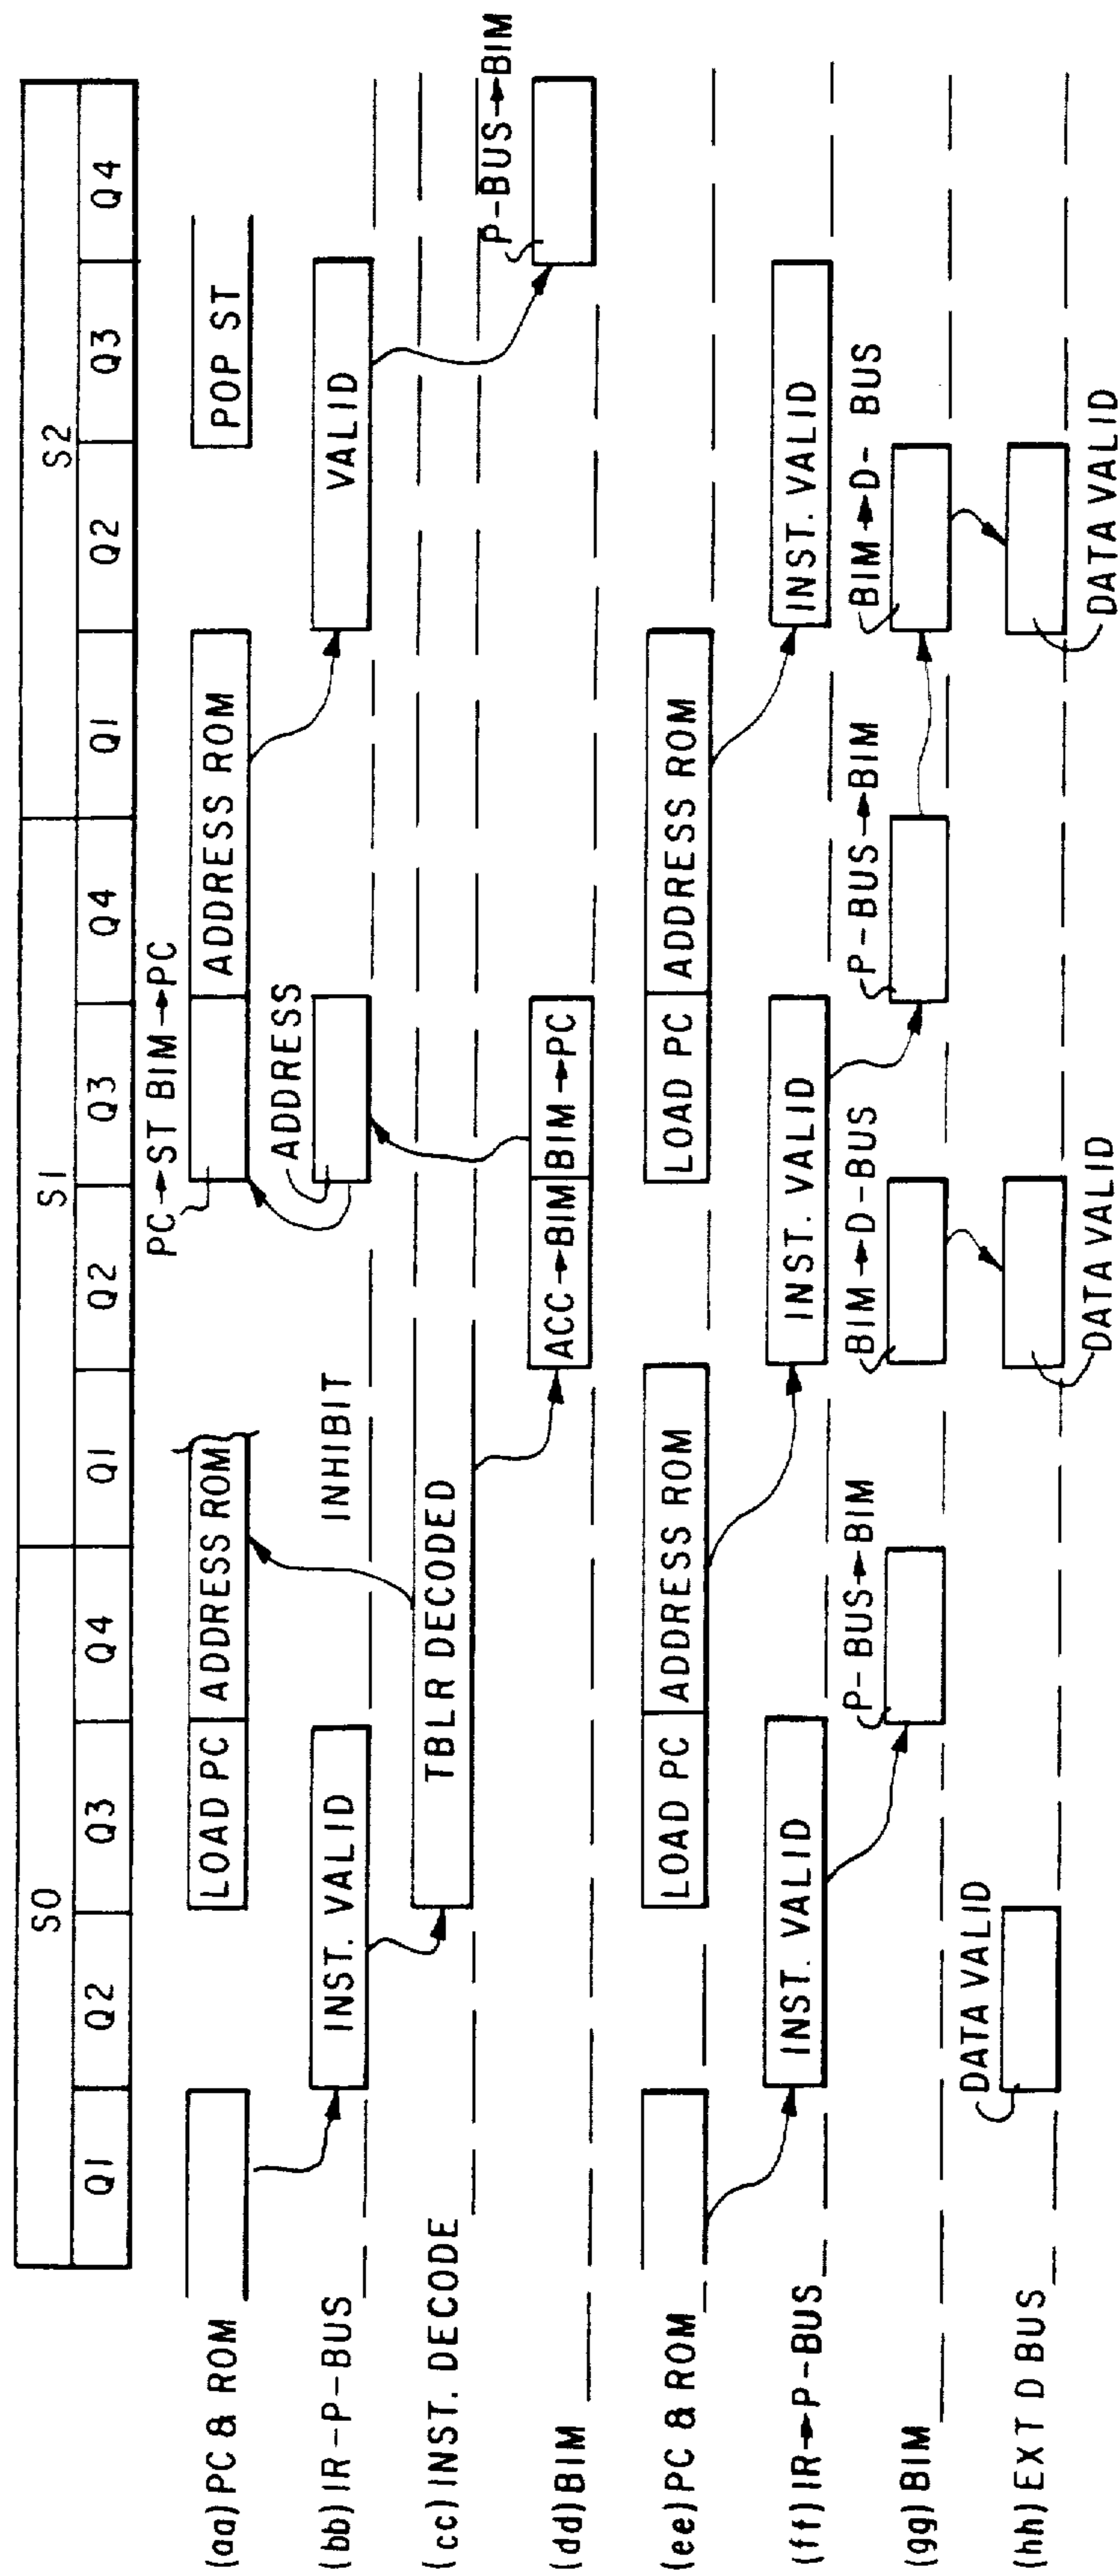 S0 S1 S2
Q1 Q2 Q3 Q4 Q1 Q2 Q3 Q4 Q1 Q2 Q3 Q4
PC→ST BIM→PC
(aa) PC & ROM LOAD PC ADDRESS ROM ADDRESS ROM POP ST
ADDRESS
(bb) IR-P-BUS INST. VALID INHIBIT VALID
(cc) INST. DECODE TBLR DECODED
P-BUS→BIM
(dd) BIM ACC→BIM BIM→PC
(ee) PC & ROM LOAD PC ADDRESS ROM LOAD PC ADDRESS ROM
(ff) IR→P-BUS INST. VALID INST. VALID INST. VALID
P-BUS→BIM BIM→D-BUS P-BUS→BIM BIM→D- BUS
(gg) BIM
DATA VALID
(hh) EXT D BUS
DATA VALID DATA VALID